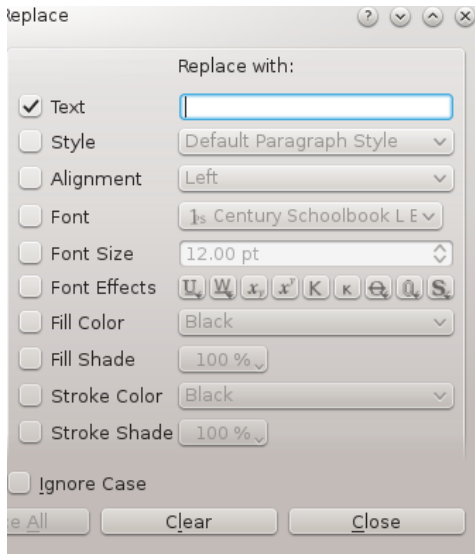 Replace
Replace with:
Text
Style Default Paragraph Style
Alignment Left
Font Century Schoolbook L
Font Size 12.00 pt
Font Effects U W x, x^y K K O O S
Fill Color Black
Fill Shade 100 %
Stroke Color Black
Stroke Shade 100 %
Ignore Case
e All Clear Close